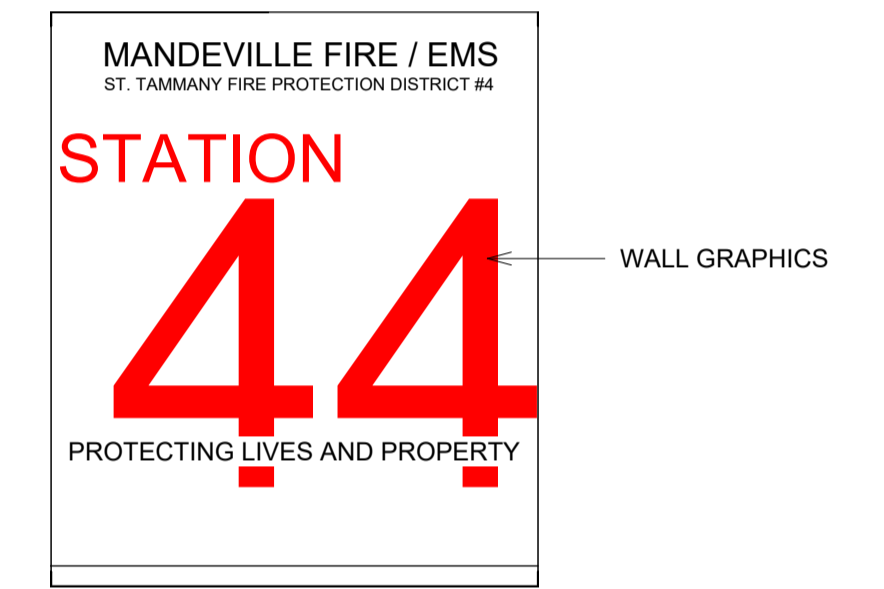 MANDEVILLE FIRE / EMS
ST. TAMMANY FIRE PROTECTION DISTRICT #4
STATION
44
WALL GRAPHICS
PROTECTING LIVES AND PROPERTY